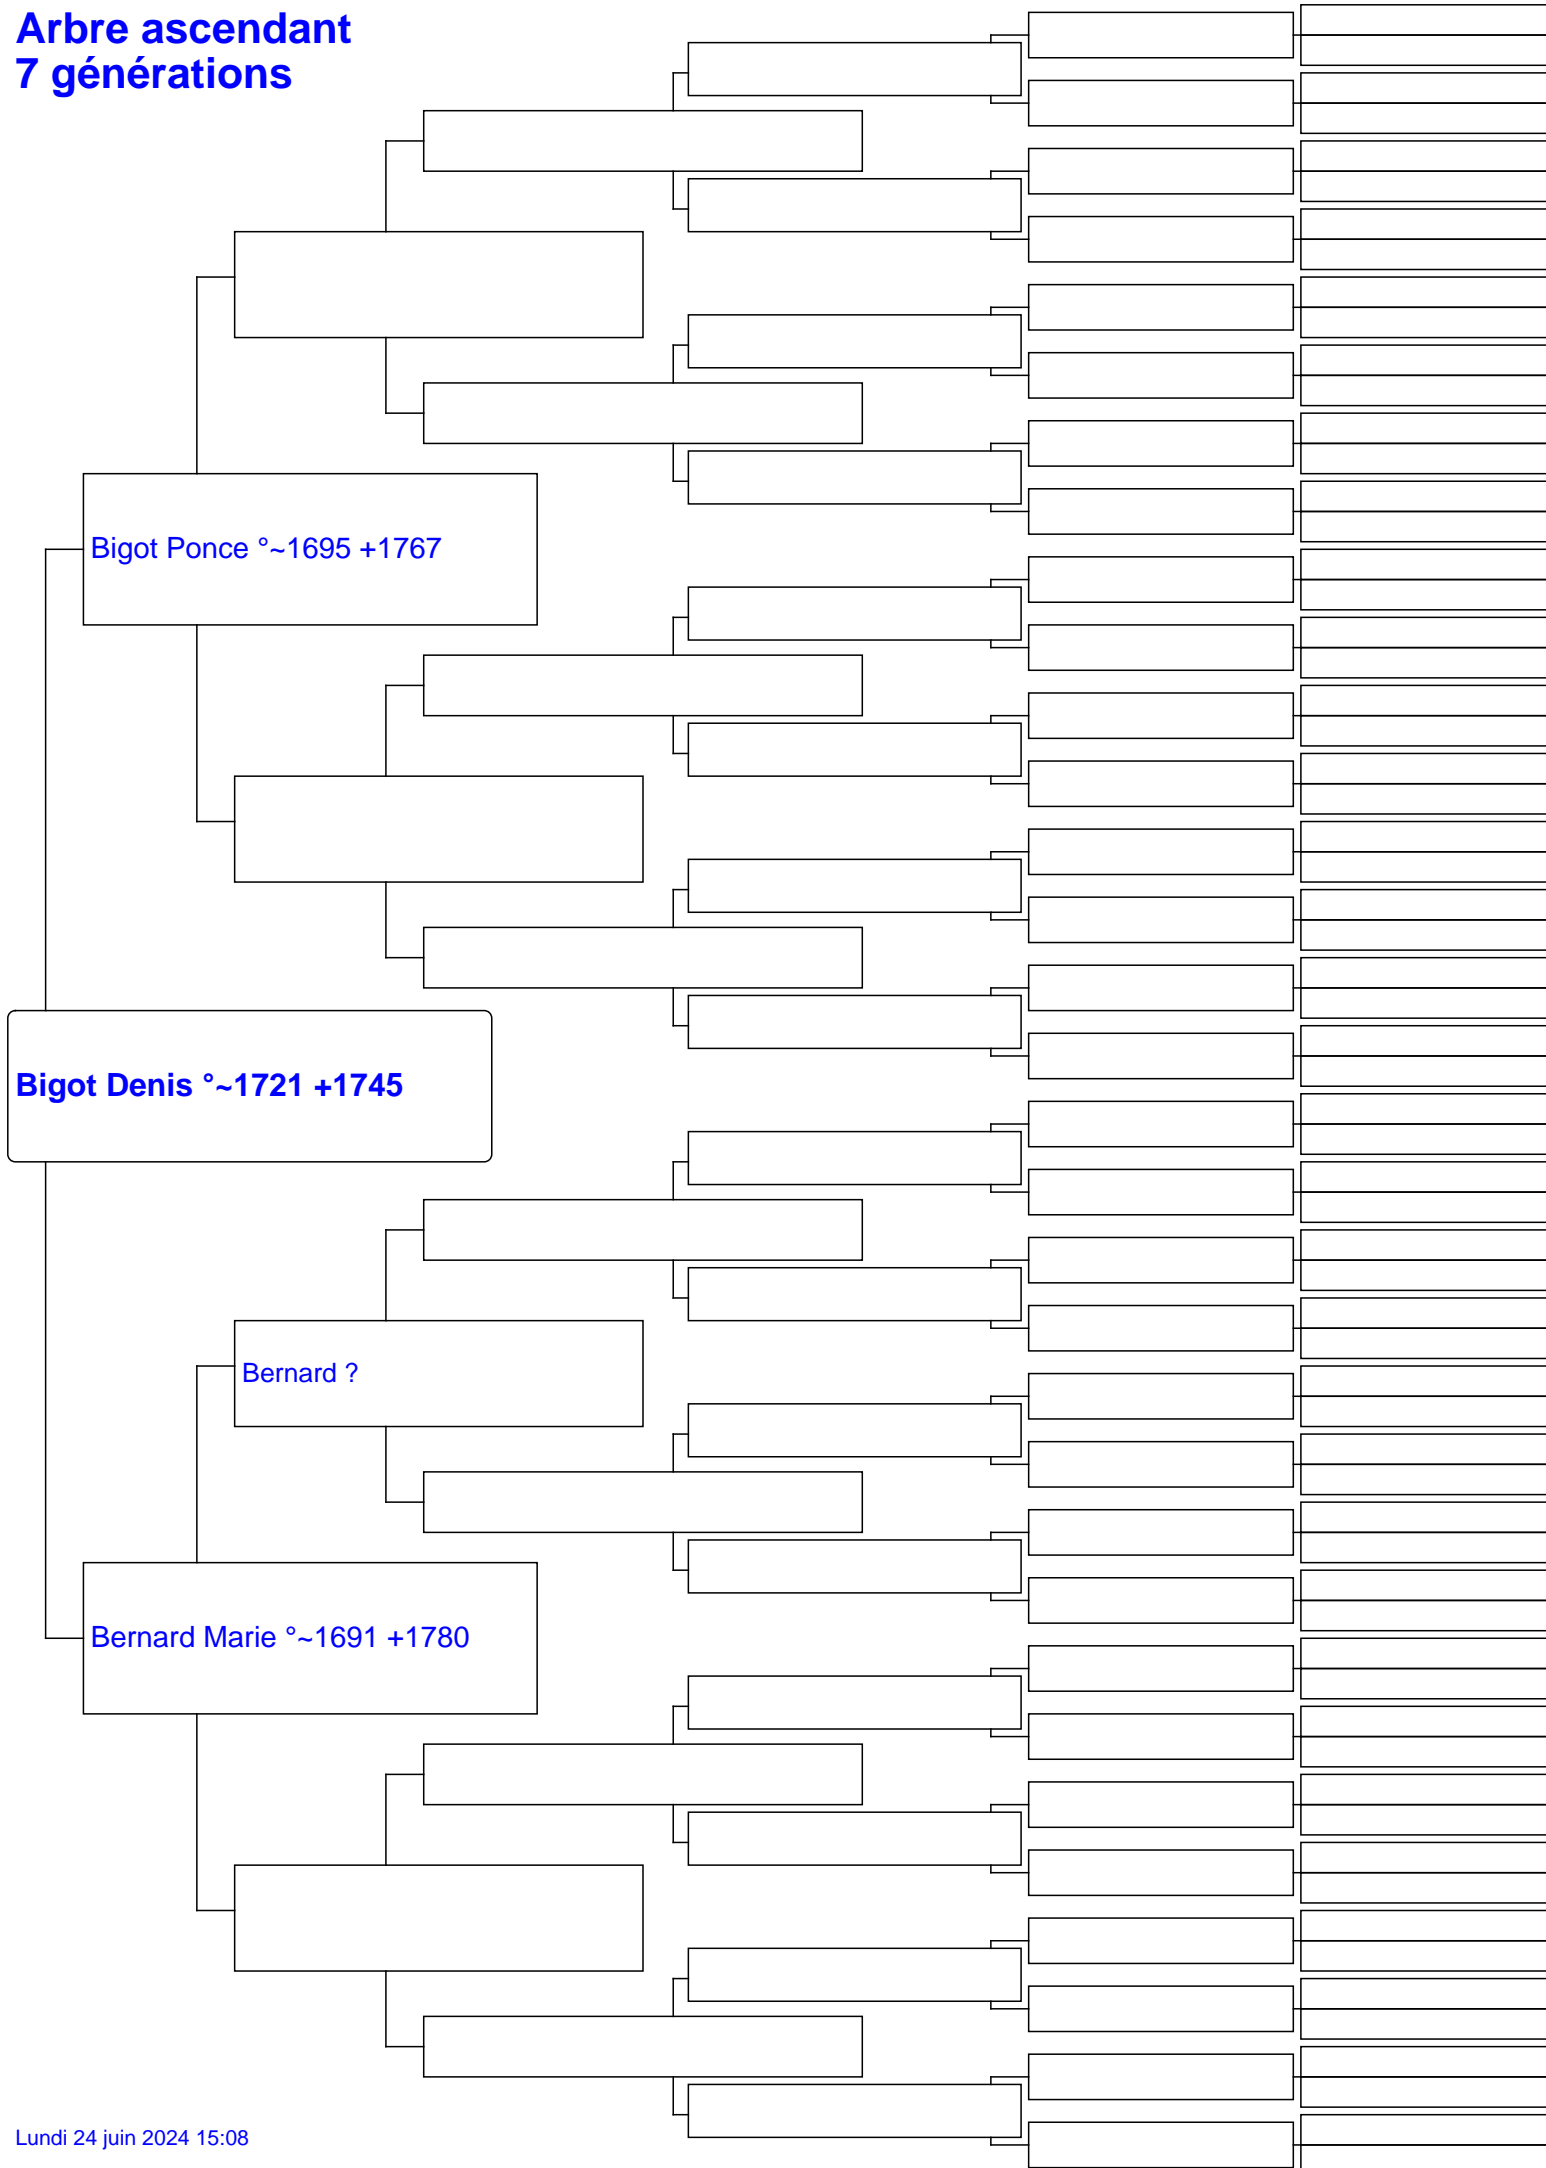 Arbre ascendant
7 générations
Bigot Ponce °~1695 +1767
Bigot Denis °~1721 +1745
Bernard ?
Bernard Marie °~1691 +1780
Lundi 24 juin 2024 15:08